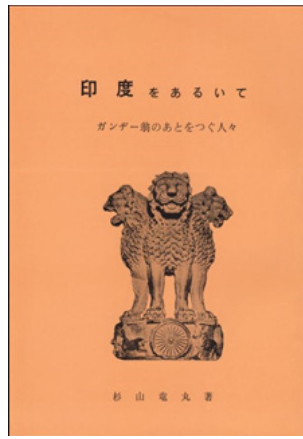 印度をあるいて
ガンヂー翁のあとをつぐ人々
杉山竜丸著